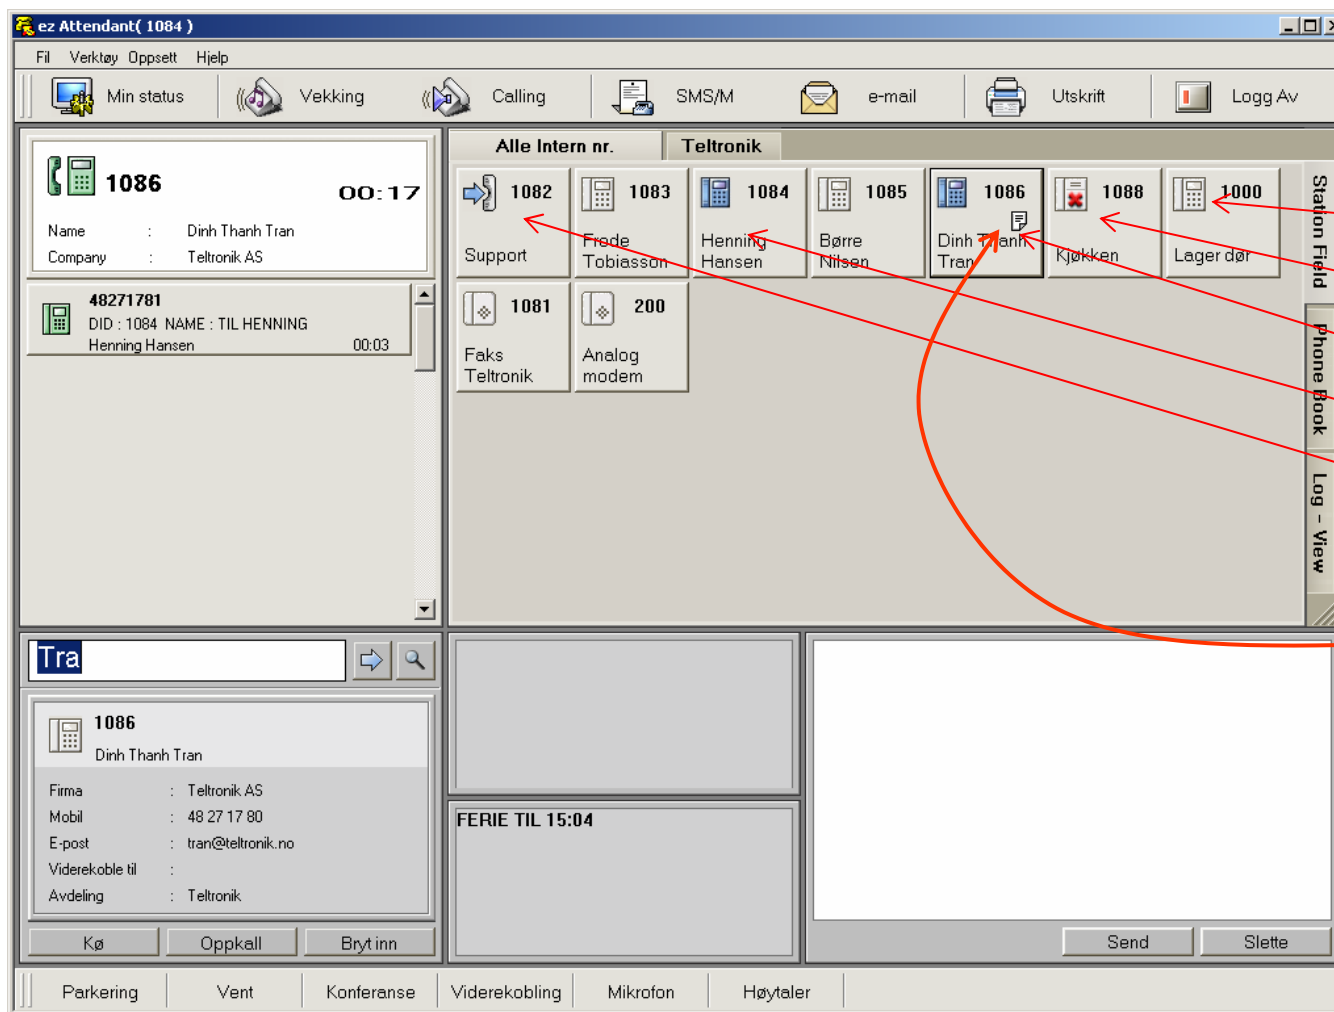 ez Attendant( 1084 )
Fil Verktøy Oppsett Hjelp
Min status Vekking Calling SMS/M e-mail Utskrift Logg Av
1086
00:17
Name : Dinh Thanh Tran
Company : Teltronik AS
48271781
DID : 1084 NAME : TIL HENNING
Henning Hansen 00:03
Alle Intern nr. Teltronik
1082 1083 1084 1085 1086 1088 1000
Support
Frode
Tobiasson
Henning
Hansen
Børre
Nilsen
Dinh Thanh
Tran
Kjøkken
Lager dør
1081 200
Faks
Teltronik
Analog
modem
Station Field
Phone Book
Log - View
Tra
1086
Dinh Thanh Tran
Firma : Teltronik AS
Mobil : 48 27 17 80
E-post : tran@teltronik.no
Viderekoble til :
Avdeling : Teltronik
Kø Oppkall Bryt inn
FERIE TIL 15:04
Send Slette
Parkering Vent Konferanse Viderekobling Mikrofon Høytaler